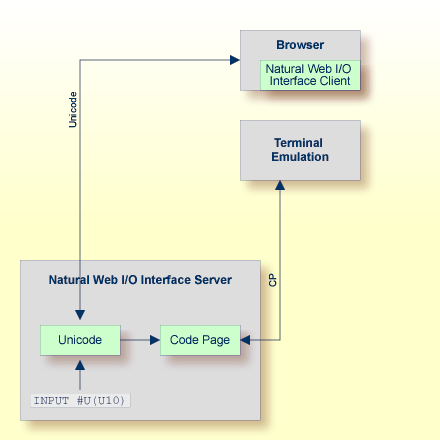 Browser
Natural Web I/O
Interface Client
Unicode
Terminal
Emulation
CP
Natural Web I/O Interface Server
Unicode
Code Page
INPUT #U(U10)